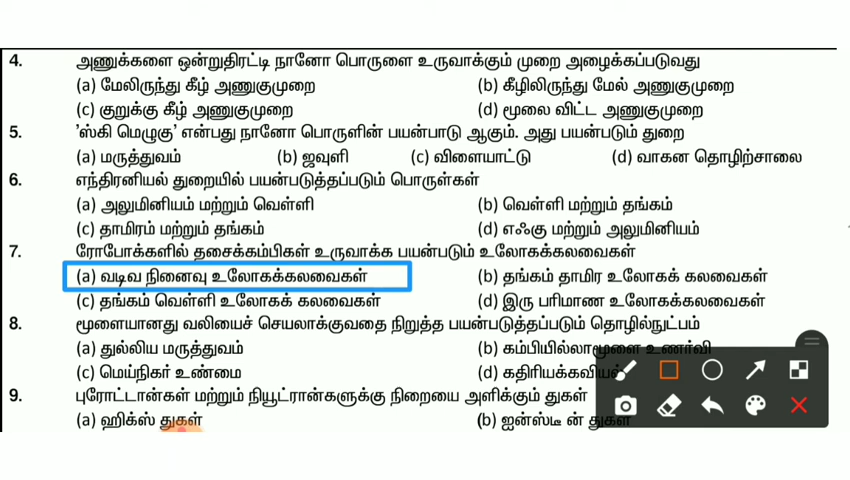 4. அணுக்களை ஒன்றுதிரட்டி நானோ பொருளை உருவாக்கும் முறை அழைக்கப்படுவது
(a) மேலிருந்து கீழ் அணுகுமுறை (b) கீழிலிருந்து மேல் அணுகுமுறை
(c) குறுக்கு கீழ் அணுகுமுறை (d) மூலை விட்ட அணுகுமுறை
5. 'ஸ்கி மெழுகு' என்பது நானோ பொருளின் பயன்பாடு ஆகும். அது பயன்படும் துறை
(a) மருத்துவம் (b) ஜவுளி (c) விளையாட்டு (d) வாகன தொழிற்சாலை
6. எந்திரனியல் துறையில் பயன்படுத்தப்படும் பொருள்கள்
(a) அலுமினியம் மற்றும் வெள்ளி (b) வெள்ளி மற்றும் தங்கம்
(c) தாமிரம் மற்றும் தங்கம் (d) எஃகு மற்றும் அலுமினியம்
7. ரோபோக்களில் தசைக்கம்பிகள் உருவாக்க பயன்படும் உலோகக்கலவைகள்
(a) வடிவ நினைவு உலோகக்கலவைகள் (b) தங்கம் தாமிர உலோகக் கலவைகள்
(c) தங்கம் வெள்ளி உலோகக் கலவைகள் (d) இரு பரிமாண உலோகக்கலவைகள்
8. மூளையானது வலியைச் செயலாக்குவதை நிறுத்த பயன்படுத்தப்படும் தொழில்நுட்பம்
(a) துல்லிய மருத்துவம் (b) கம்பியில்லா மூளை உணர்வி
(c) மெய்நிகர் உண்மை (d) கதிரியக்கவியல்
9. புரோட்டான்கள் மற்றும் நியூட்ரான்களுக்கு நிறையை அளிக்கும் துகள்
(a) ஹிக்ஸ் துகள் (b) ஐன்ஸ்டீன் துகள்